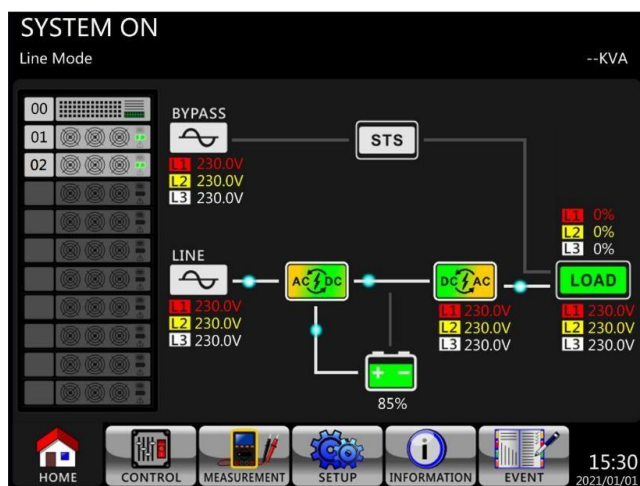 SYSTEM ON
Line Mode --KVA
00
01
02
BYPASS
L1 230.0V
L2 230.0V
L3 230.0V
STS
L1 0%
L2 0%
L3 0%
LINE
AC DC
DC AC
LOAD
L1 230.0V
L2 230.0V
L3 230.0V
L1 230.0V
L2 230.0V
L3 230.0V
L1 230.0V
L2 230.0V
L3 230.0V
85%
HOME
CONTROL
MEASUREMENT
SETUP
INFORMATION
EVENT
15:30
2021/01/01